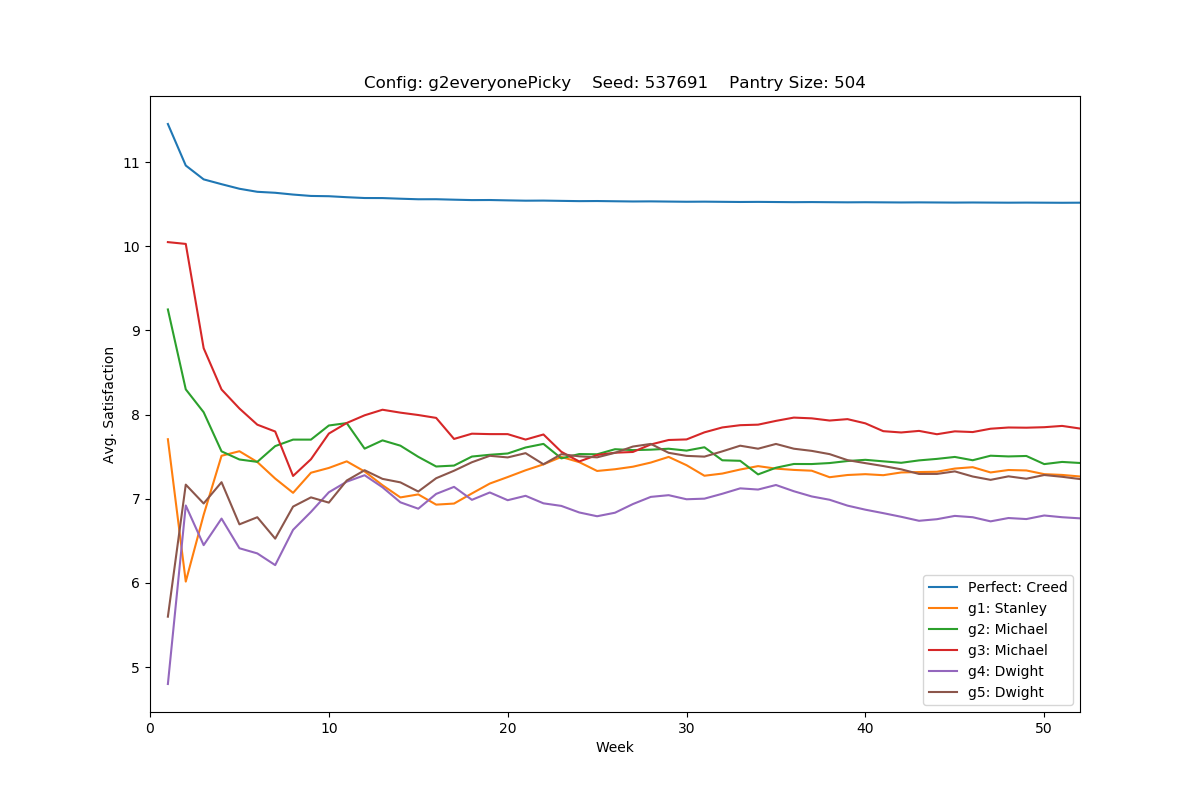 Config: g2everyonePicky    Seed: 537691    Pantry Size: 504
Avg. Satisfaction
11
10
9
8
7
6
5
Perfect: Creed
g1: Stanley
g2: Michael
g3: Michael
g4: Dwight
g5: Dwight
0 10 20 30 40 50
Week